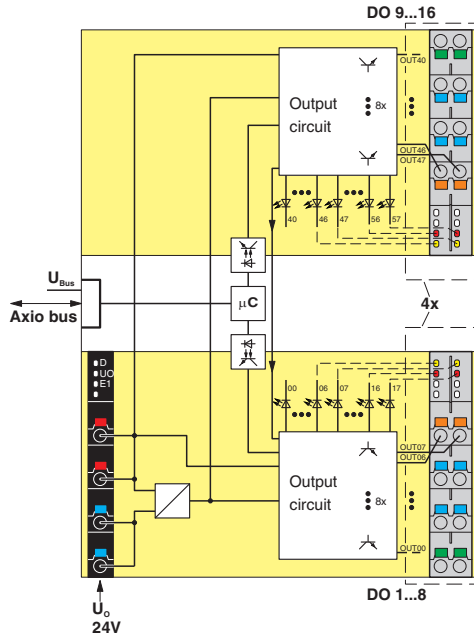 DO 9...16
OUT40
Output
circuit
8x
OUT46
OUT47
40
46
47
56
57
UBus
µC
Axio bus
4x
D
UO
E1
00
06
07
16
17
OUT07
OUT06
Output
circuit
8x
OUT00
DO 1...8
UO
24V